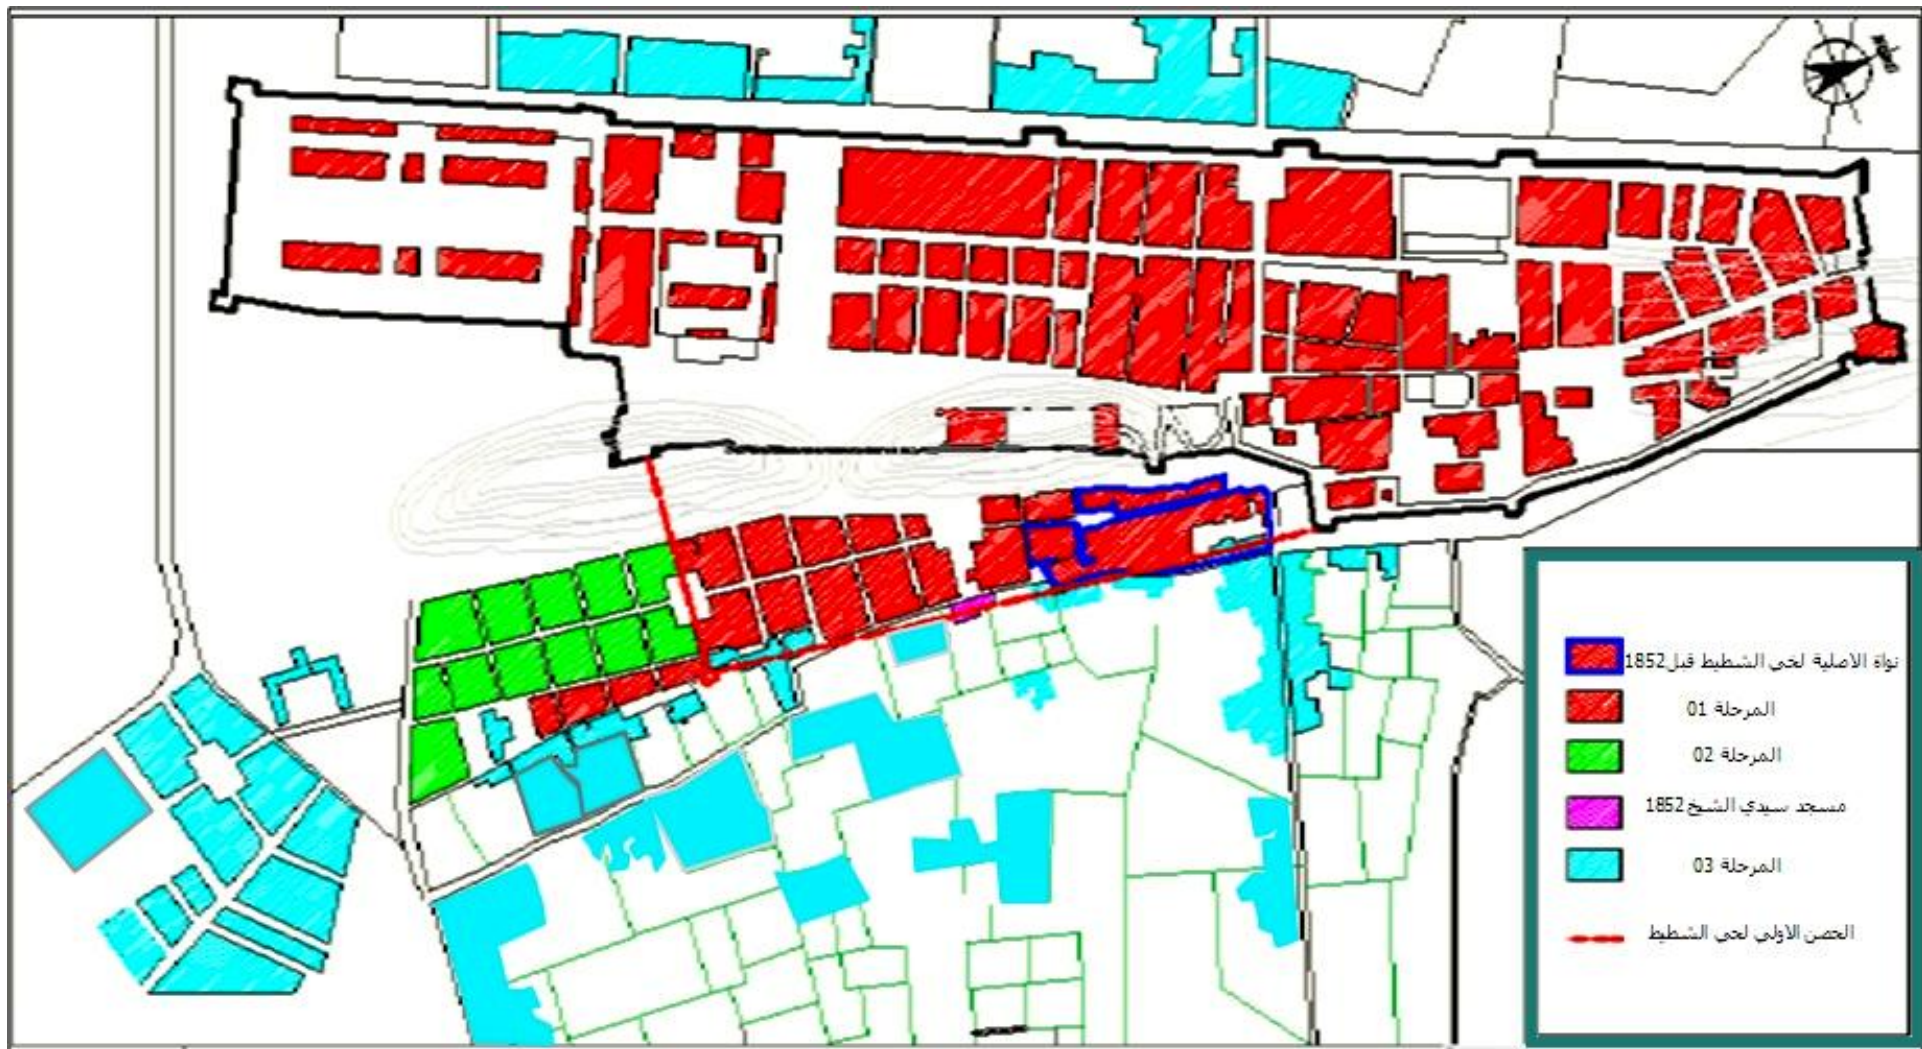 نواة الاصلية لحي الشطيط قبل1852
المرحلة 01
المرحلة 02
مسجد سيدي الشيخ1852
المرحلة 03
الحصن الاولي لحي الشطيط